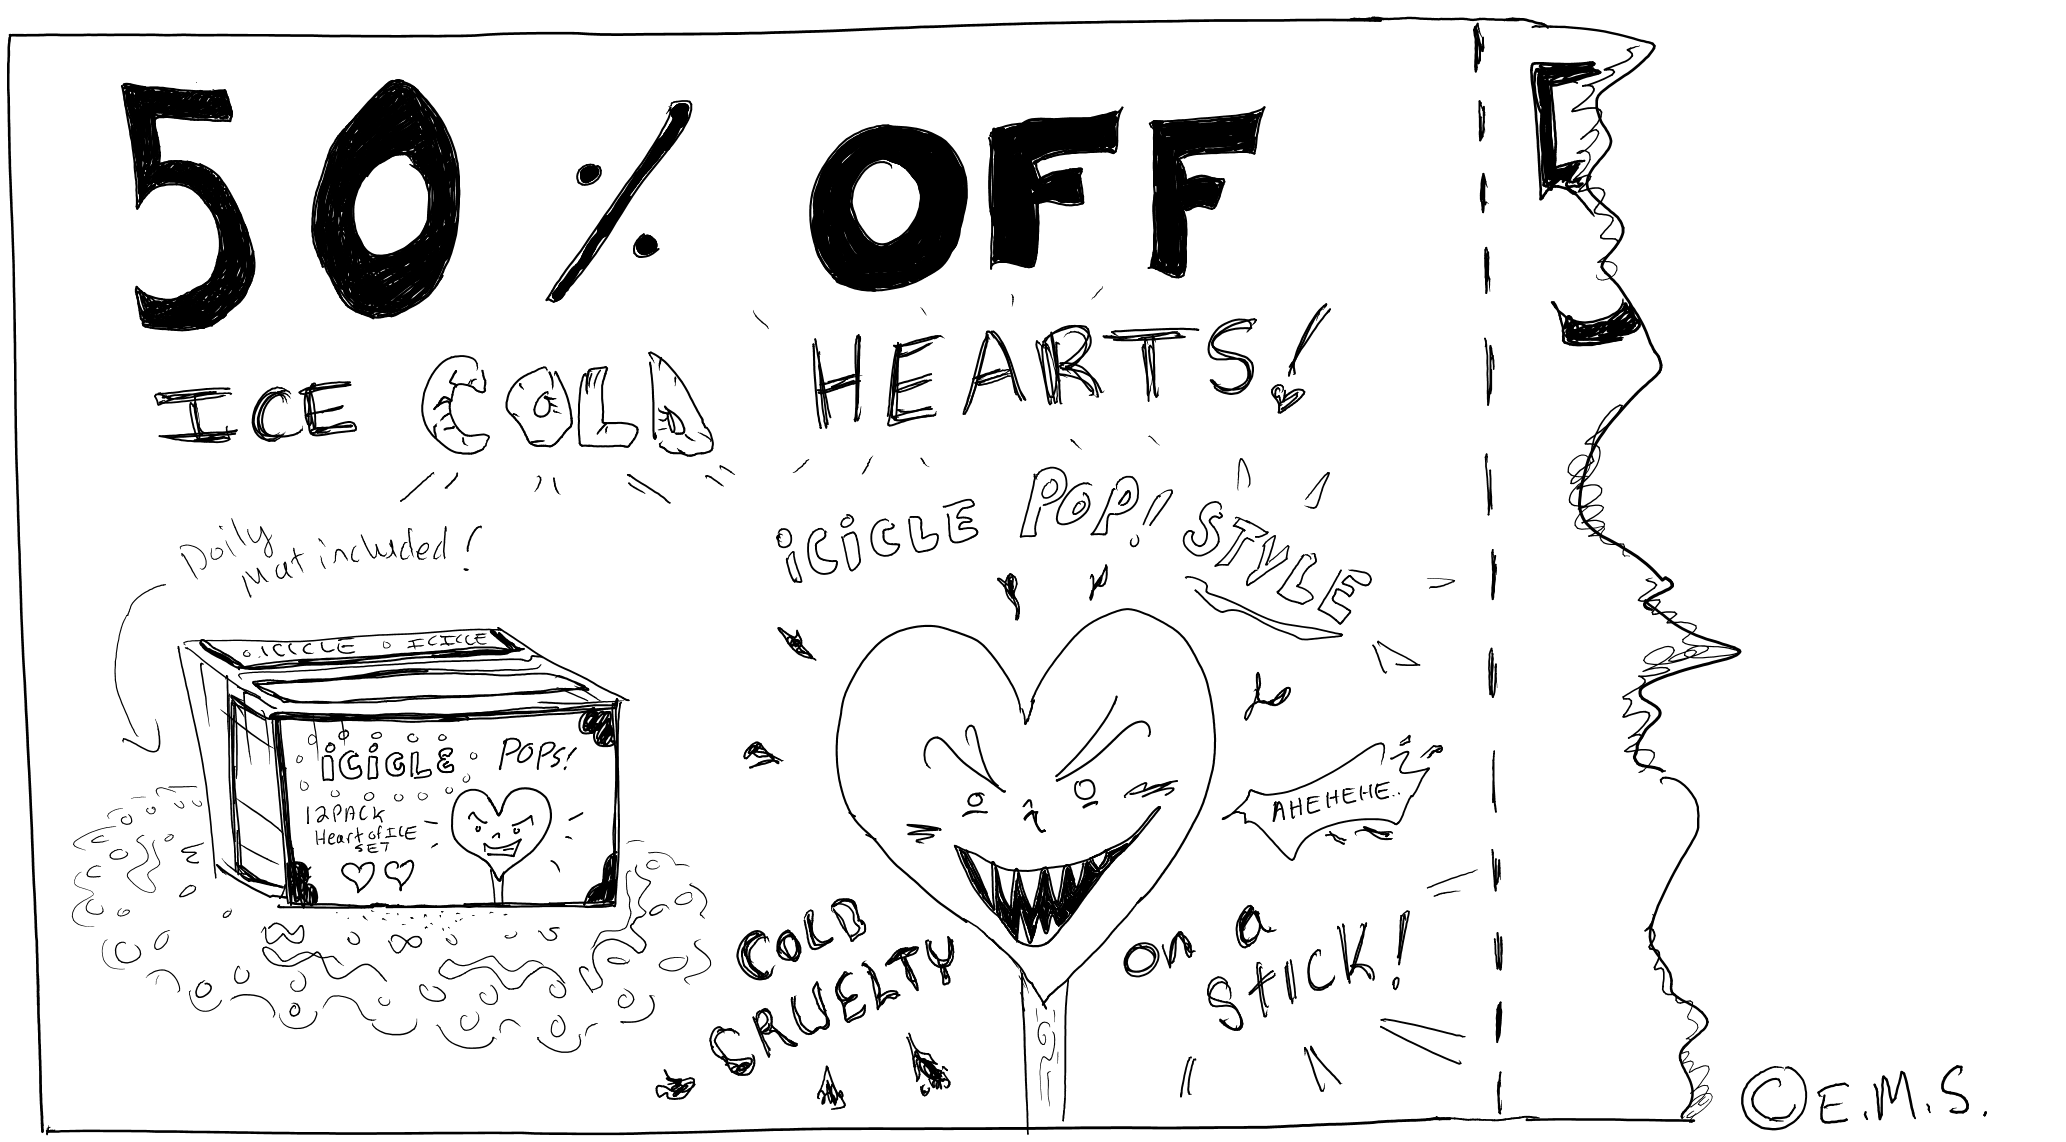 50% OFF
ICE COLD HEARTS!
iCiCLE POP! STYLE
Doily
Mat included!
ICICLE ICICLE
iCiCLE POPS!
12PACK
Heart of ICE
SET
AHEHEHE..
COLD
CRUELTY
on a
STICK!
5
© E.M.S.